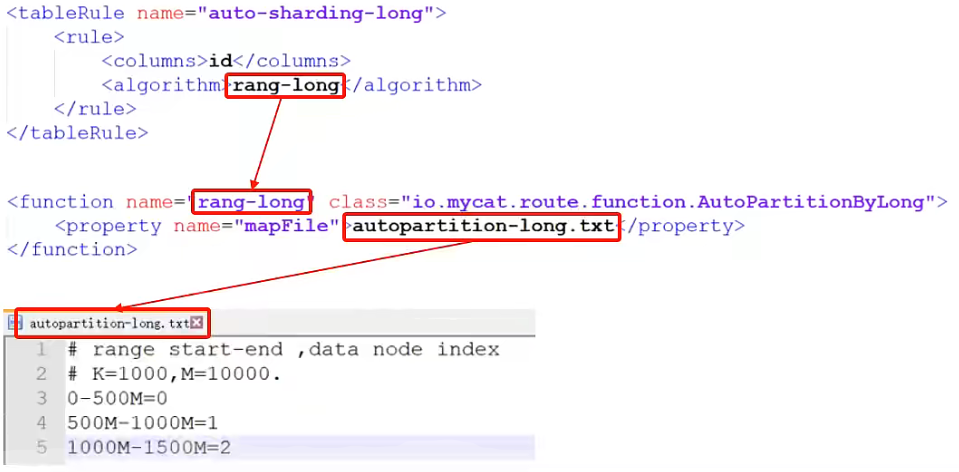 <tableRule name="auto-sharding-long">
<rule>
<columns>id</columns>
<algorithm>rang-long</algorithm>
</rule>
</tableRule>
<function name="rang-long" class="io.mycat.route.function.AutoPartitionByLong">
<property name="mapFile">autopartition-long.txt</property>
</function>
autopartition-long.txt
1 # range start-end ,data node index
2 # K=1000,M=10000.
3 0-500M=0
4 500M-1000M=1
5 1000M-1500M=2